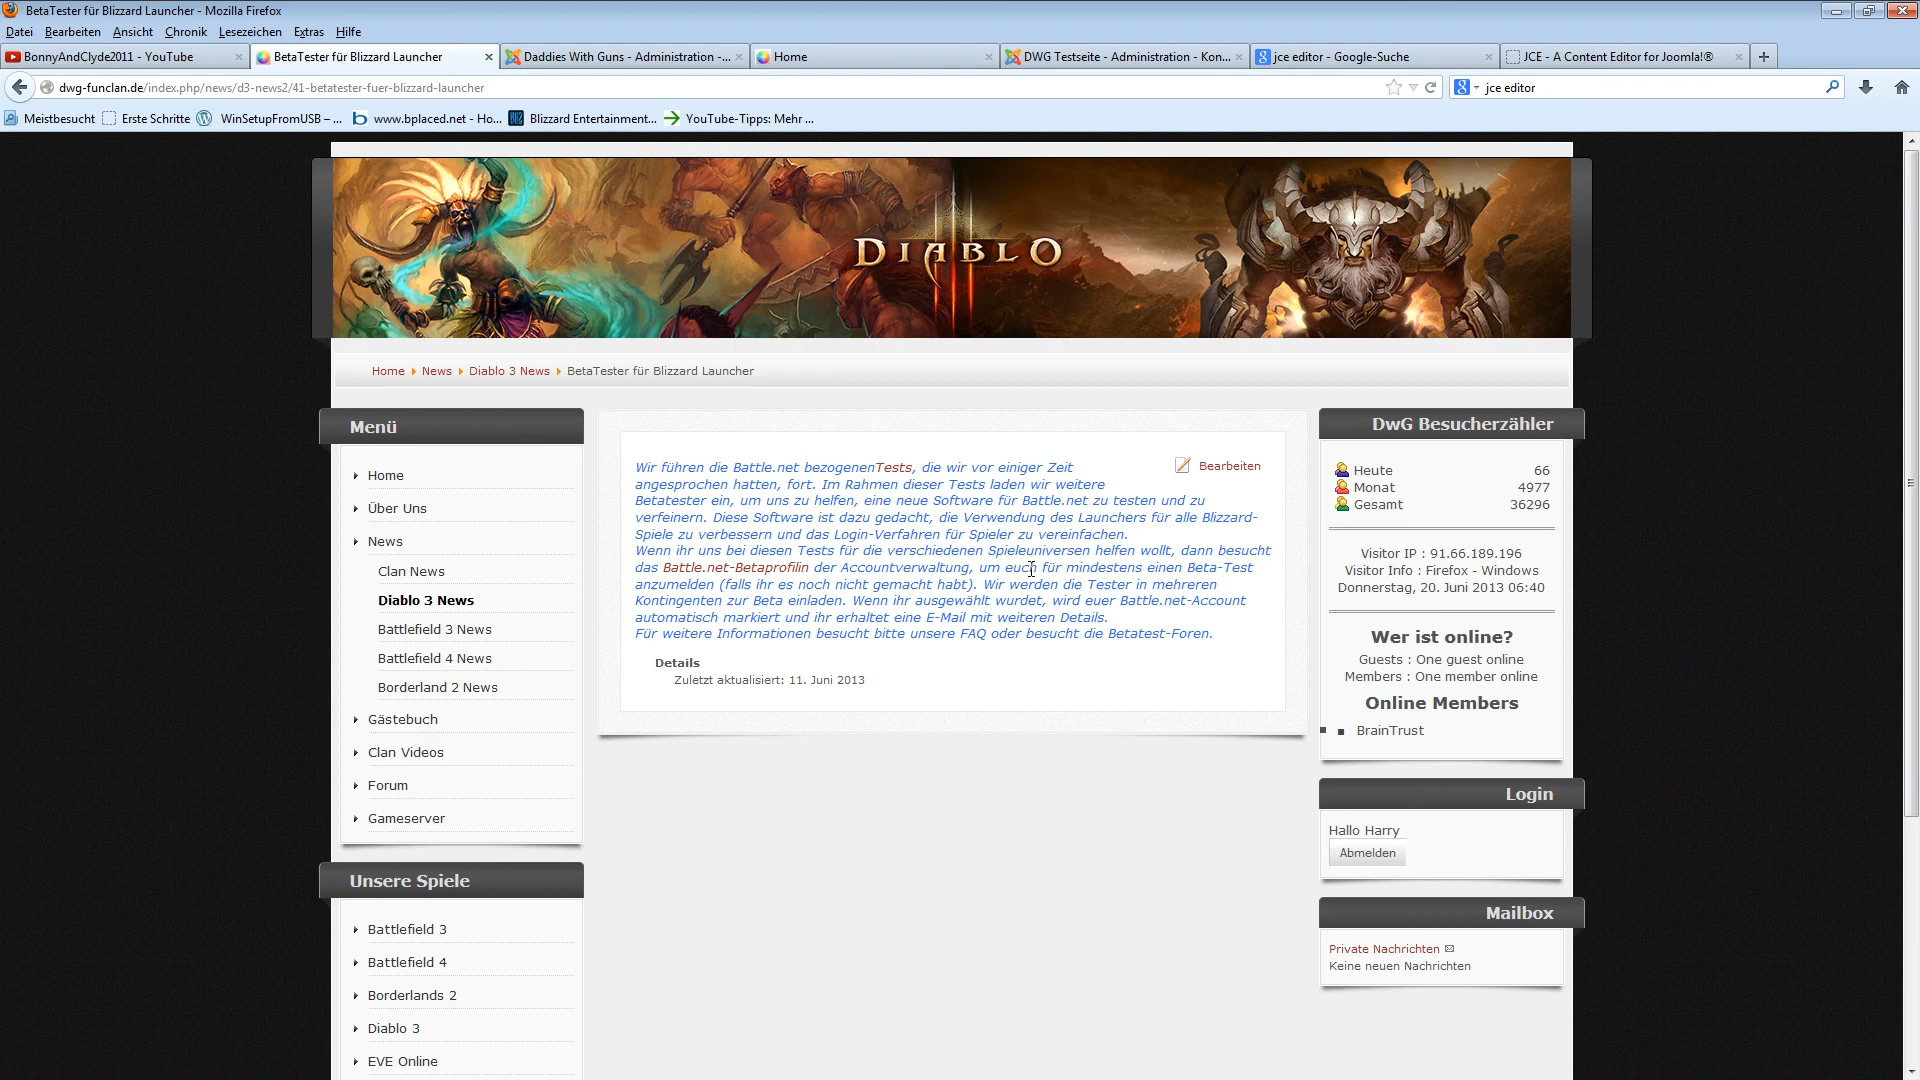 BetaTester für Blizzard Launcher - Mozilla Firefox
Datei Bearbeiten Ansicht Chronik Lesezeichen Extras Hilfe
BonnyAndClyde2011 - YouTube
BetaTester für Blizzard Launcher
Daddies With Guns - Administration -...
Home
DWG Testseite - Administration - Kon...
jce editor - Google-Suche
JCE - A Content Editor for Joomla!®
dwg-funclan.de/index.php/news/d3-news2/41-betatester-fuer-blizzard-launcher
jce editor
Meistbesucht Erste Schritte WinSetupFromUSB – ... www.bplaced.net - Ho... Blizzard Entertainment... YouTube-Tipps: Mehr ...
DIABLO
Home News Diablo 3 News BetaTester für Blizzard Launcher
Menü
Home
Über Uns
News
Clan News
Diablo 3 News
Battlefield 3 News
Battlefield 4 News
Borderland 2 News
Gästebuch
Clan Videos
Forum
Gameserver
Unsere Spiele
Battlefield 3
Battlefield 4
Borderlands 2
Diablo 3
EVE Online
Bearbeiten
Wir führen die Battle.net bezogenenTests, die wir vor einiger Zeit
angesprochen hatten, fort. Im Rahmen dieser Tests laden wir weitere
Betatester ein, um uns zu helfen, eine neue Software für Battle.net zu testen und zu
verfeinern. Diese Software ist dazu gedacht, die Verwendung des Launchers für alle Blizzard-
Spiele zu verbessern und das Login-Verfahren für Spieler zu vereinfachen.
Wenn ihr uns bei diesen Tests für die verschiedenen Spieleuniversen helfen wollt, dann besucht
das Battle.net-Betaprofilin der Accountverwaltung, um euch für mindestens einen Beta-Test
anzumelden (falls ihr es noch nicht gemacht habt). Wir werden die Tester in mehreren
Kontingenten zur Beta einladen. Wenn ihr ausgewählt wurdet, wird euer Battle.net-Account
automatisch markiert und ihr erhaltet eine E-Mail mit weiteren Details.
Für weitere Informationen besucht bitte unsere FAQ oder besucht die Betatest-Foren.
Details
Zuletzt aktualisiert: 11. Juni 2013
DwG Besucherzähler
Heute 66
Monat 4977
Gesamt 36296
Visitor IP : 91.66.189.196
Visitor Info : Firefox - Windows
Donnerstag, 20. Juni 2013 06:40
Wer ist online?
Guests : One guest online
Members : One member online
Online Members
BrainTrust
Login
Hallo Harry
Abmelden
Mailbox
Private Nachrichten
Keine neuen Nachrichten